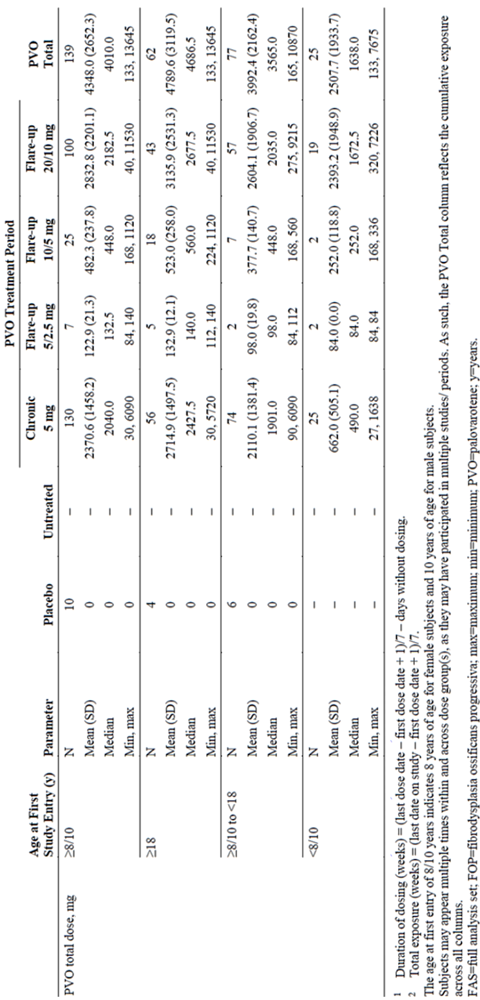 PVO Treatment Period
Age at First Study Entry (y) Parameter Placebo Untreated Chronic 5 mg Flare-up 5/2.5 mg Flare-up 10/5 mg Flare-up 20/10 mg PVO Total
PVO total dose, mg ≥8/10 N 10 – 130 7 25 100 139
Mean (SD) 0 – 2370.6 (1458.2) 122.9 (21.3) 482.3 (237.8) 2832.8 (2201.1) 4348.0 (2652.3)
Median 0 – 2040.0 132.5 448.0 2182.5 4010.0
Min, max 0 – 30, 6090 84, 140 168, 1120 40, 11530 133, 13645
≥18 N 4 – 56 5 18 43 62
Mean (SD) 0 – 2714.9 (1497.5) 132.9 (12.1) 523.0 (258.0) 3135.9 (2531.3) 4789.6 (3119.5)
Median 0 – 2427.5 140.0 560.0 2677.5 4686.5
Min, max 0 – 30, 5720 112, 140 224, 1120 40, 11530 133, 13645
≥8/10 to <18 N 6 – 74 2 7 57 77
Mean (SD) 0 – 2110.1 (1381.4) 98.0 (19.8) 377.7 (140.7) 2604.1 (1906.7) 3992.4 (2162.4)
Median 0 – 1901.0 98.0 448.0 2035.0 3565.0
Min, max 0 – 90, 6090 84, 112 168, 560 275, 9215 165, 10870
<8/10 N – – 25 2 2 19 25
Mean (SD) – – 662.0 (505.1) 84.0 (0.0) 252.0 (118.8) 2393.2 (1948.9) 2507.7 (1933.7)
Median – – 490.0 84.0 252.0 1672.5 1638.0
Min, max – – 27, 1638 84, 84 168, 336 320, 7226 133, 7675
1 Duration of dosing (weeks) = (last dose date – first dose date + 1)/7 – days without dosing.
2 Total exposure (weeks) = (last date on study – first dose date + 1)/7.
The age at first entry of 8/10 years indicates 8 years of age for female subjects and 10 years of age for male subjects.
Subjects may appear multiple times within and across dose group(s), as they may have participated in multiple studies/ periods. As such, the PVO Total column reflects the cumulative exposure
across all columns.
FAS=full analysis set; FOP=fibrodysplasia ossificans progressiva; max=maximum; min=minimum; PVO=palovarotene; y=years.